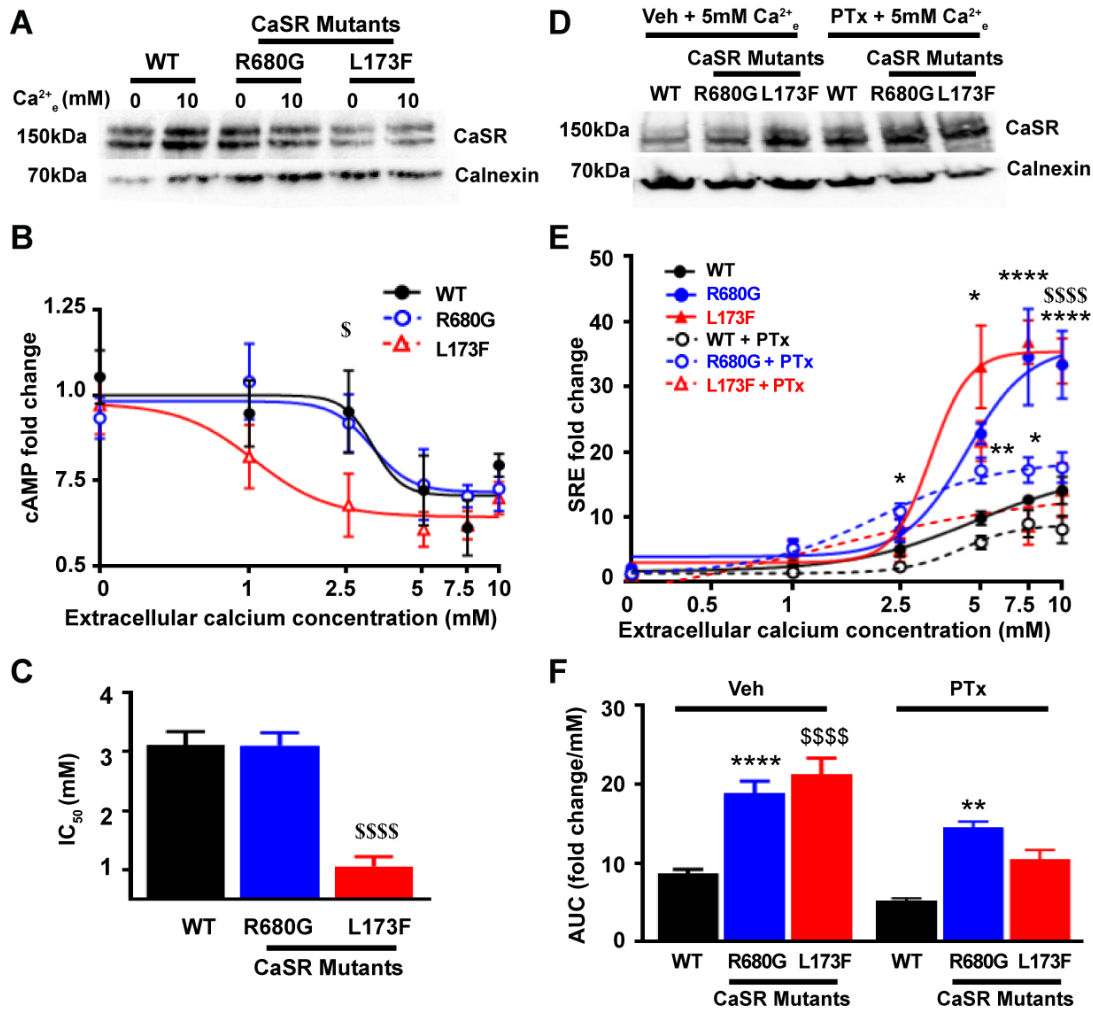 A
CaSR Mutants
WT R680G L173F
Ca²⁺ₑ (mM) 0 10 0 10 0 10
150kDa CaSR
70kDa Calnexin
D
Veh + 5mM Ca²⁺ₑ PTx + 5mM Ca²⁺ₑ
CaSR Mutants CaSR Mutants
WT R680G L173F WT R680G L173F
150kDa CaSR
70kDa Calnexin
B
cAMP fold change
1.25
1.0
7.5
0.5
WT
R680G
L173F
$
0 1 2.5 5 7.5 10
Extracellular calcium concentration (mM)
E
SRE fold change
50
40
30
20
10
0
WT
R680G
L173F
WT + PTx
R680G + PTx
L173F + PTx
* **** $$$$
****
* ** *
0 0.5 1 2.5 5 7.5 10
Extracellular calcium concentration (mM)
C
IC₅₀ (mM)
4
3
2
1
$$$$
WT R680G L173F
CaSR Mutants
F
AUC (fold change/mM)
Veh PTx
30
20
10
0
**** $$$$ **
WT R680G L173F WT R680G L173F
CaSR Mutants CaSR Mutants